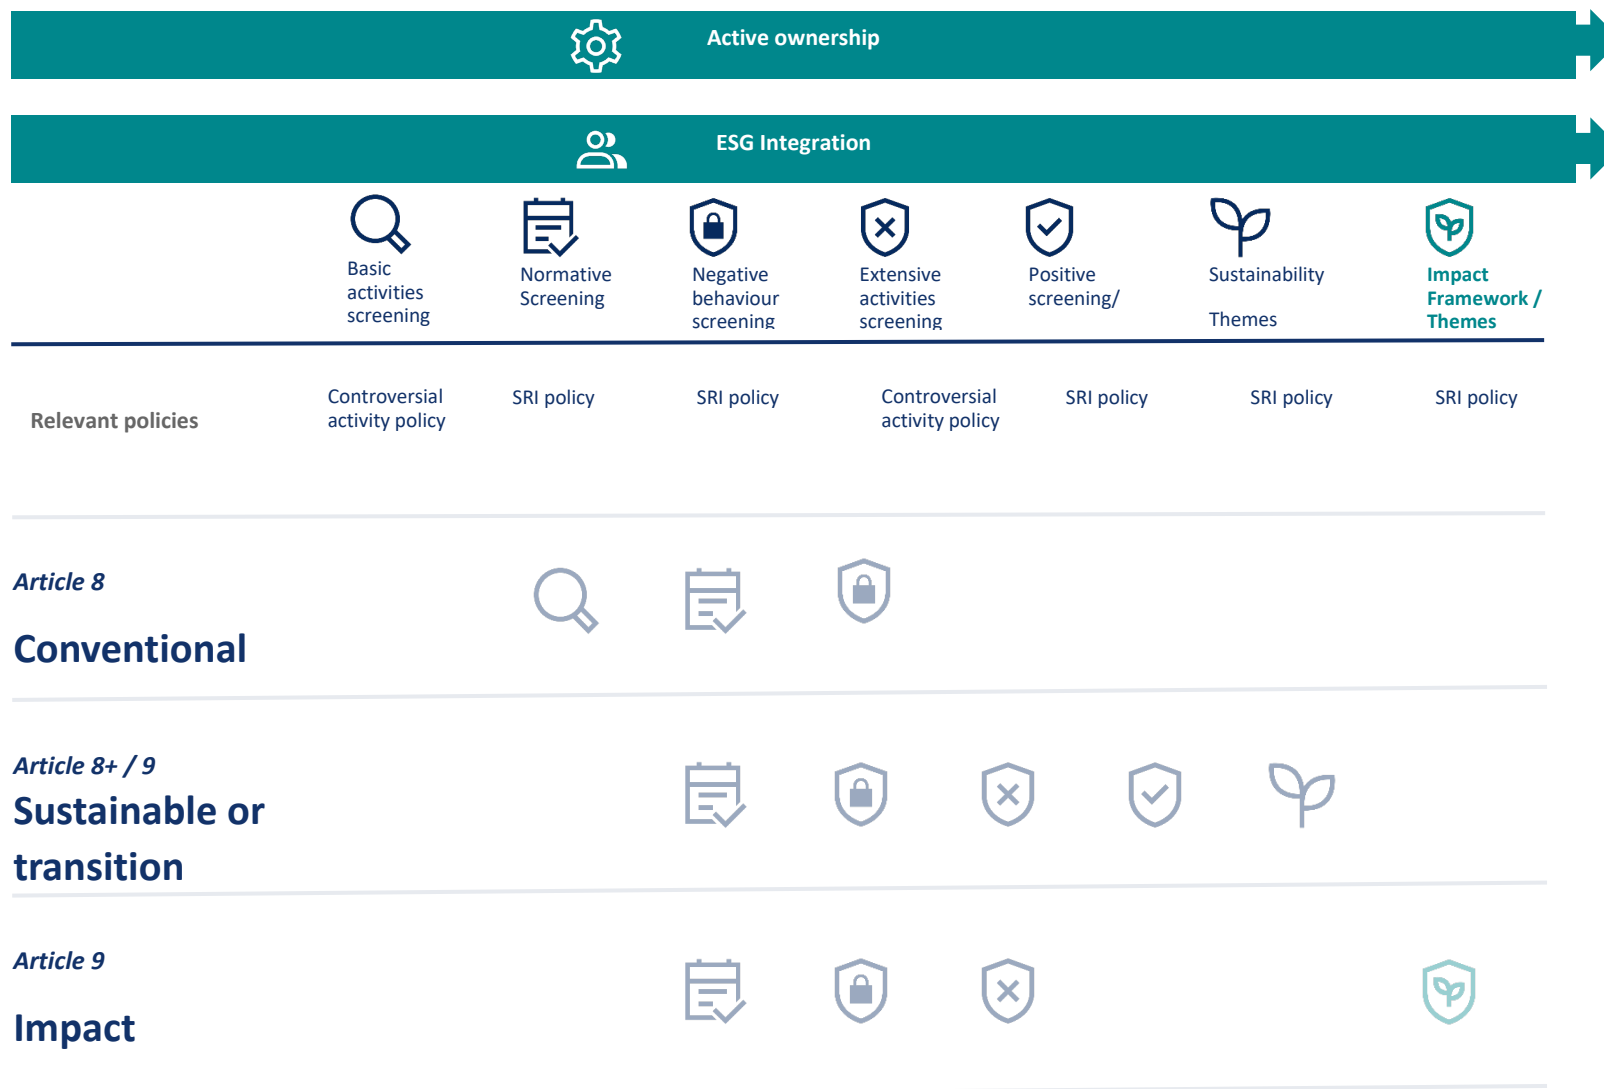 Active ownership
ESG Integration
Basic
activities
screening
Normative
Screening
Negative
behaviour
screening
Extensive
activities
screening
Positive
screening/
Sustainability
Themes
Impact
Framework /
Themes
Relevant policies
Controversial
activity policy
SRI policy
SRI policy
Controversial
activity policy
SRI policy
SRI policy
SRI policy
Article 8
Conventional
Article 8+ / 9
Sustainable or
transition
Article 9
Impact